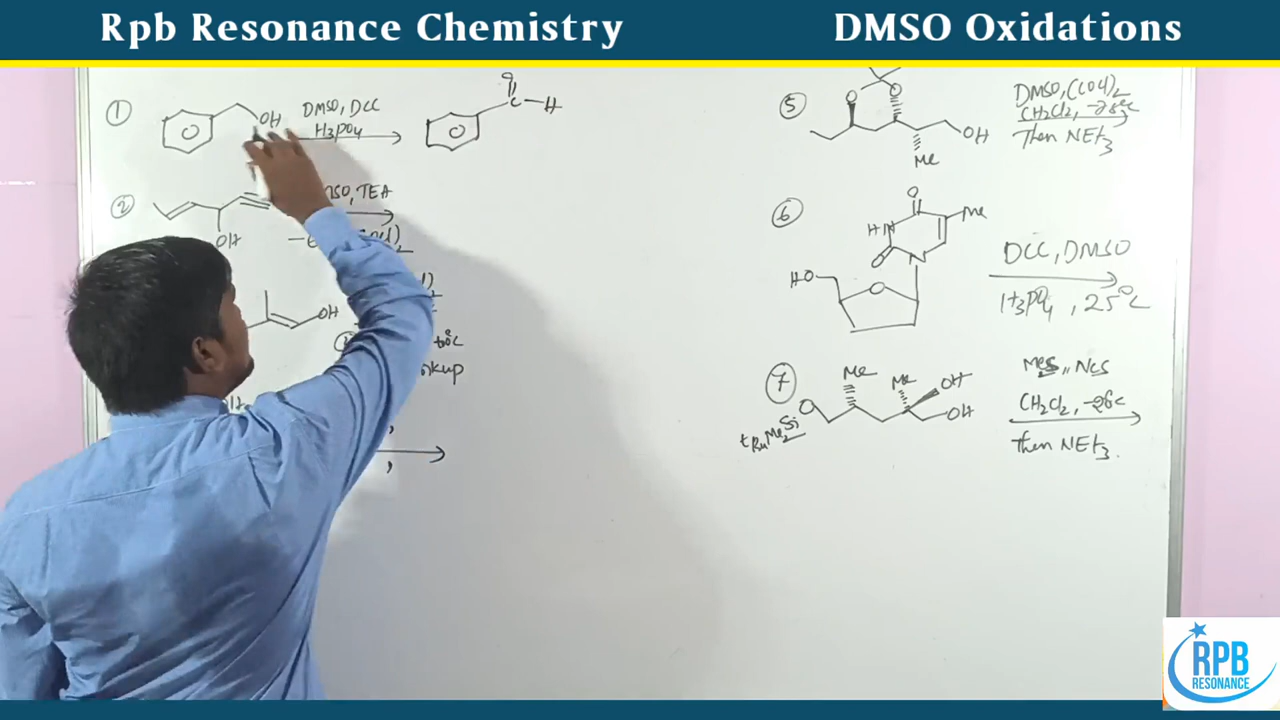 Rpb Resonance Chemistry
DMSO Oxidations
①
OH
DMSO, DCC
H3PO4
O
C
H
②
OH
MSO, TEA
OH
⑤
O
O
OH
Me
DMSO, (COCl)2
CH2Cl2, -78°C
Then NEt3
⑥
O
HN
Me
O
N
HO
O
DCC, DMSO
H3PO4, 25°C
⑦
tBuMe2Si
O
Me
Me
OH
OH
Me2S, NCS
CH2Cl2,
then NEt3.
RPB
RESONANCE